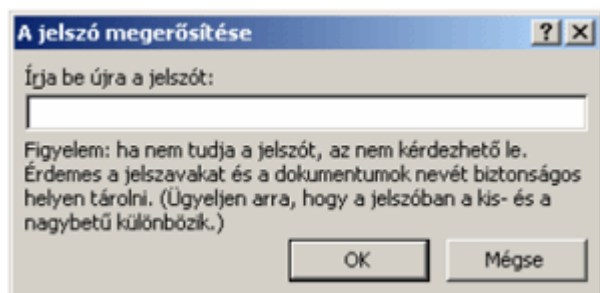 A jelszó megerősítése
Írja be újra a jelszót:
Figyelem: ha nem tudja a jelszót, az nem kérdezhető le.
Érdemes a jelszavakat és a dokumentumok nevét biztonságos
helyen tárolni. (Ügyeljen arra, hogy a jelszóban a kis- és a
nagybetű különbözik.)
OK Mégse